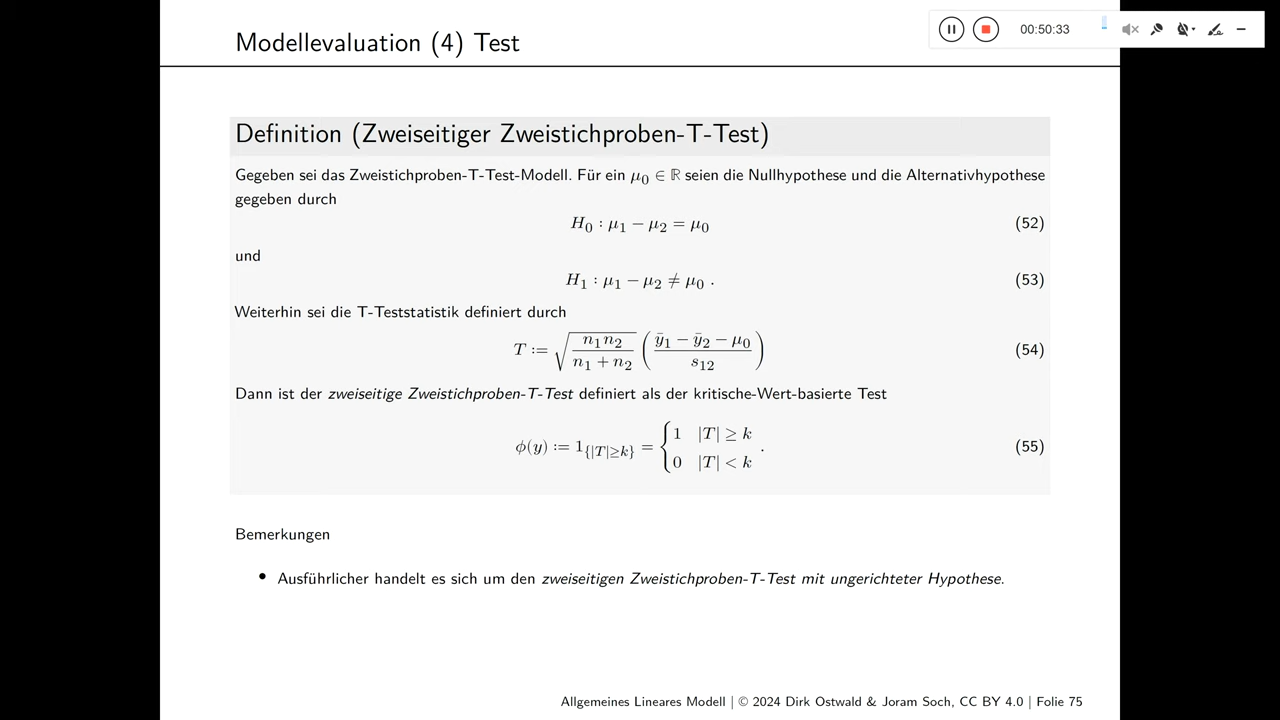 Modellevaluation (4) Test
00:50:33
Definition (Zweiseitiger Zweistichproben-T-Test)
Gegeben sei das Zweistichproben-T-Test-Modell. Für ein μ₀ ∈ ℝ seien die Nullhypothese und die Alternativhypothese
gegeben durch
H₀ : μ₁ − μ₂ = μ₀ (52)
und
H₁ : μ₁ − μ₂ ≠ μ₀ . (53)
Weiterhin sei die T-Teststatistik definiert durch
T := √(n₁n₂ / (n₁ + n₂)) ((ȳ₁ − ȳ₂ − μ₀) / s₁₂) (54)
Dann ist der zweiseitige Zweistichproben-T-Test definiert als der kritische-Wert-basierte Test
ϕ(y) := 1_{|T|≥k} = { 1 |T| ≥ k
0 |T| < k . (55)
Bemerkungen
• Ausführlicher handelt es sich um den zweiseitigen Zweistichproben-T-Test mit ungerichteter Hypothese.
Allgemeines Lineares Modell | © 2024 Dirk Ostwald & Joram Soch, CC BY 4.0 | Folie 75